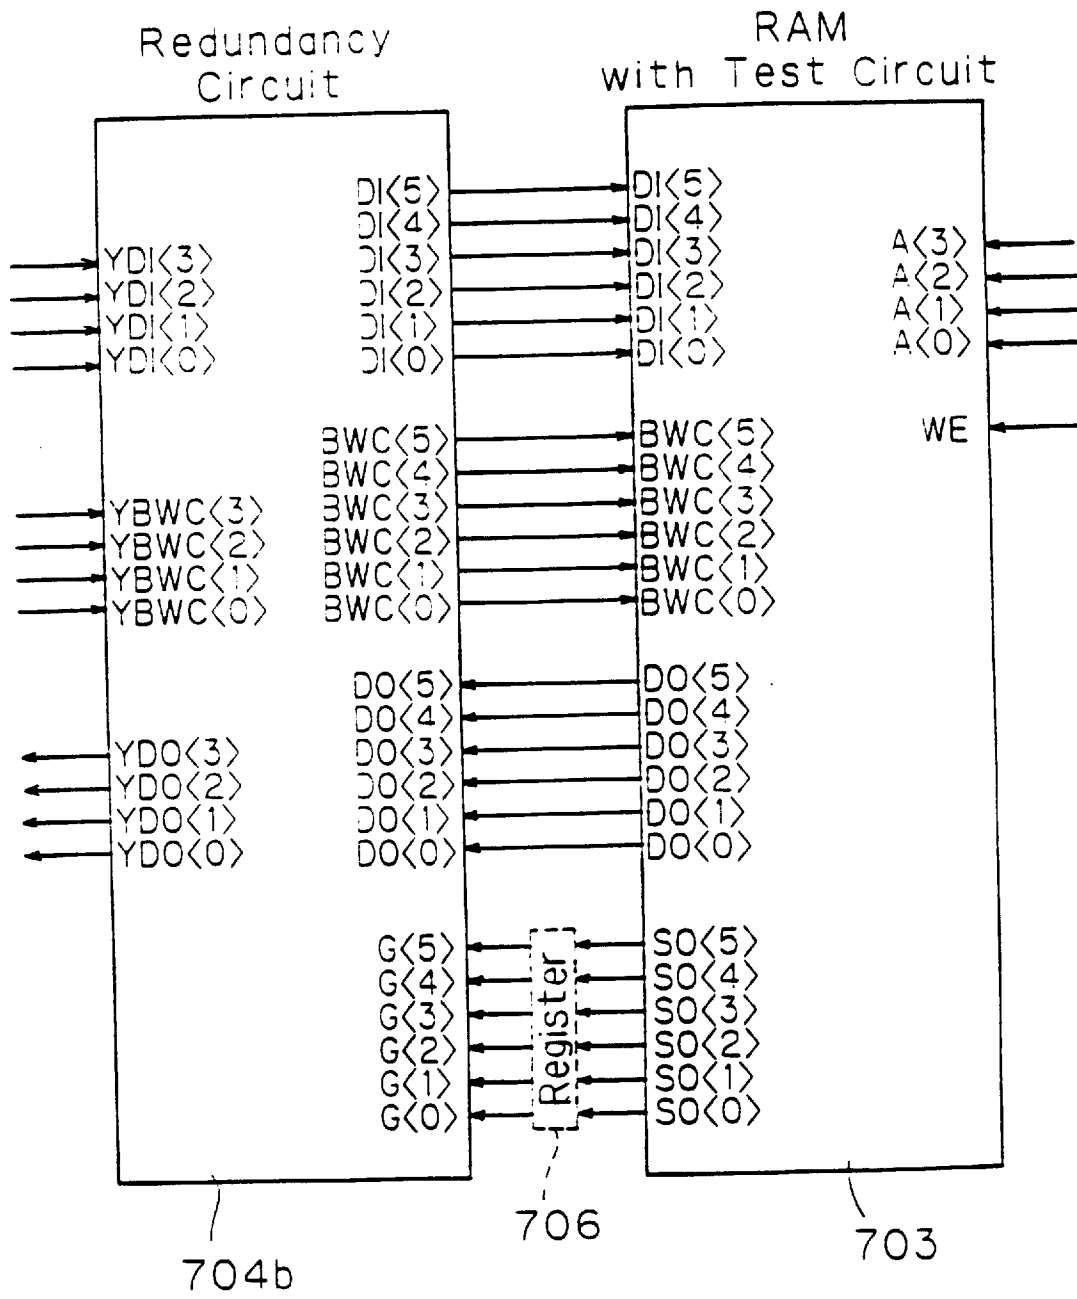 Redundancy
Circuit
RAM
with Test Circuit
YDI<3>
YDI<2>
YDI<1>
YDI<0>
YBWC<3>
YBWC<2>
YBWC<1>
YBWC<0>
YDO<3>
YDO<2>
YDO<1>
YDO<0>
DI<5>
DI<4>
DI<3>
DI<2>
DI<1>
DI<0>
BWC<5>
BWC<4>
BWC<3>
BWC<2>
BWC<1>
BWC<0>
DO<5>
DO<4>
DO<3>
DO<2>
DO<1>
DO<0>
G<5>
G<4>
G<3>
G<2>
G<1>
G<0>
Register
DI<5>
DI<4>
DI<3>
DI<2>
DI<1>
DI<0>
BWC<5>
BWC<4>
BWC<3>
BWC<2>
BWC<1>
BWC<0>
DO<5>
DO<4>
DO<3>
DO<2>
DO<1>
DO<0>
SO<5>
SO<4>
SO<3>
SO<2>
SO<1>
SO<0>
A<3>
A<2>
A<1>
A<0>
WE
704b
706
703